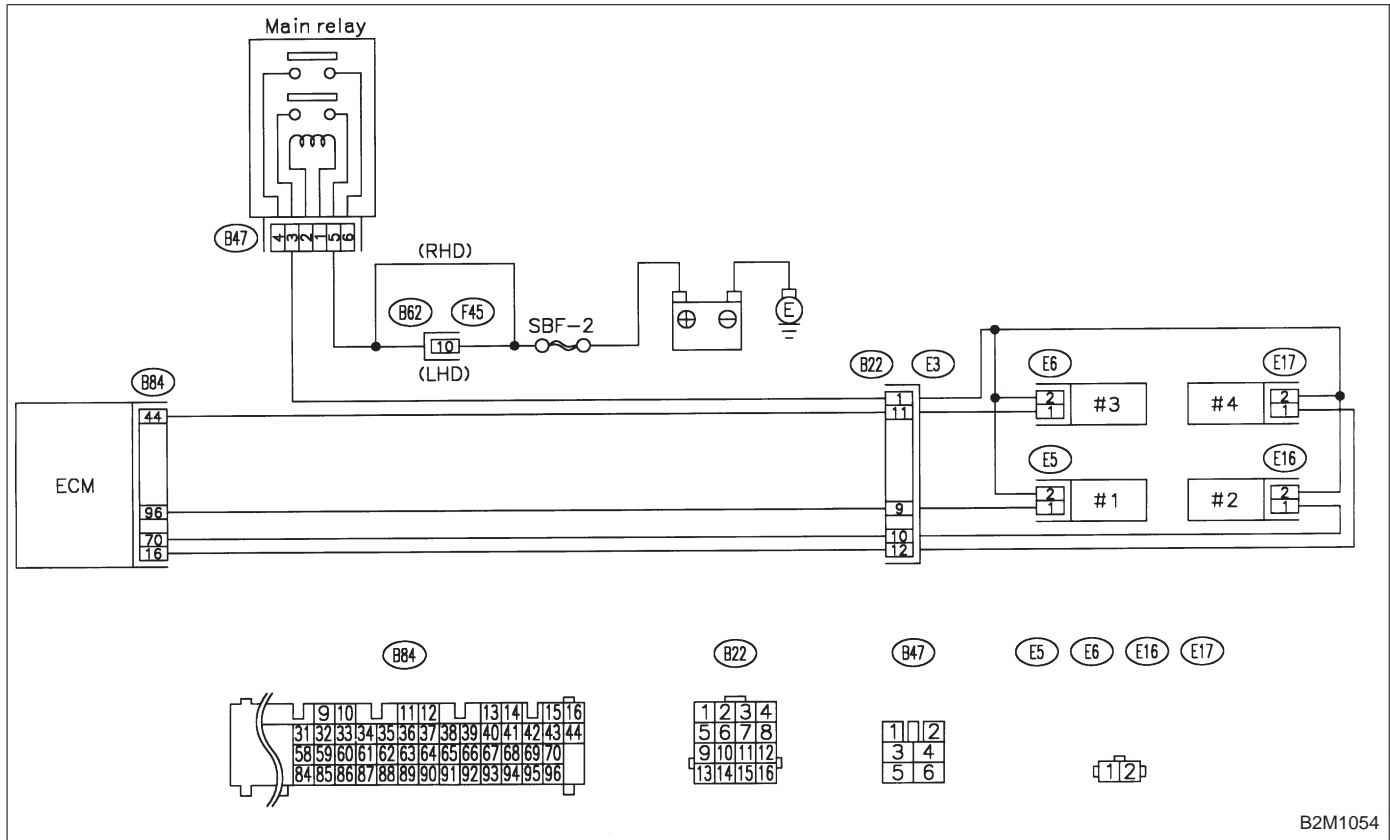 Main relay
B47
4 3 2 1 5 6
(RHD)
B62 F45
SBF-2
10
(LHD)
E
B84
B22 E3
E6
E17
ECM
44
1
11
2
1
#3
#4
2
1
E5
E16
96
9
2
1
#1
#2
2
1
70
16
10
12
B84
B22
B47
E5 E6 E16 E17
9 10 11 12 13 14 15 16
31 32 33 34 35 36 37 38 39 40 41 42 43 44
58 59 60 61 62 63 64 65 66 67 68 69 70
84 85 86 87 88 89 90 91 92 93 94 95 96
1 2 3 4
5 6 7 8
9 10 11 12
13 14 15 16
1 2
3 4
5 6
1 2
B2M1054